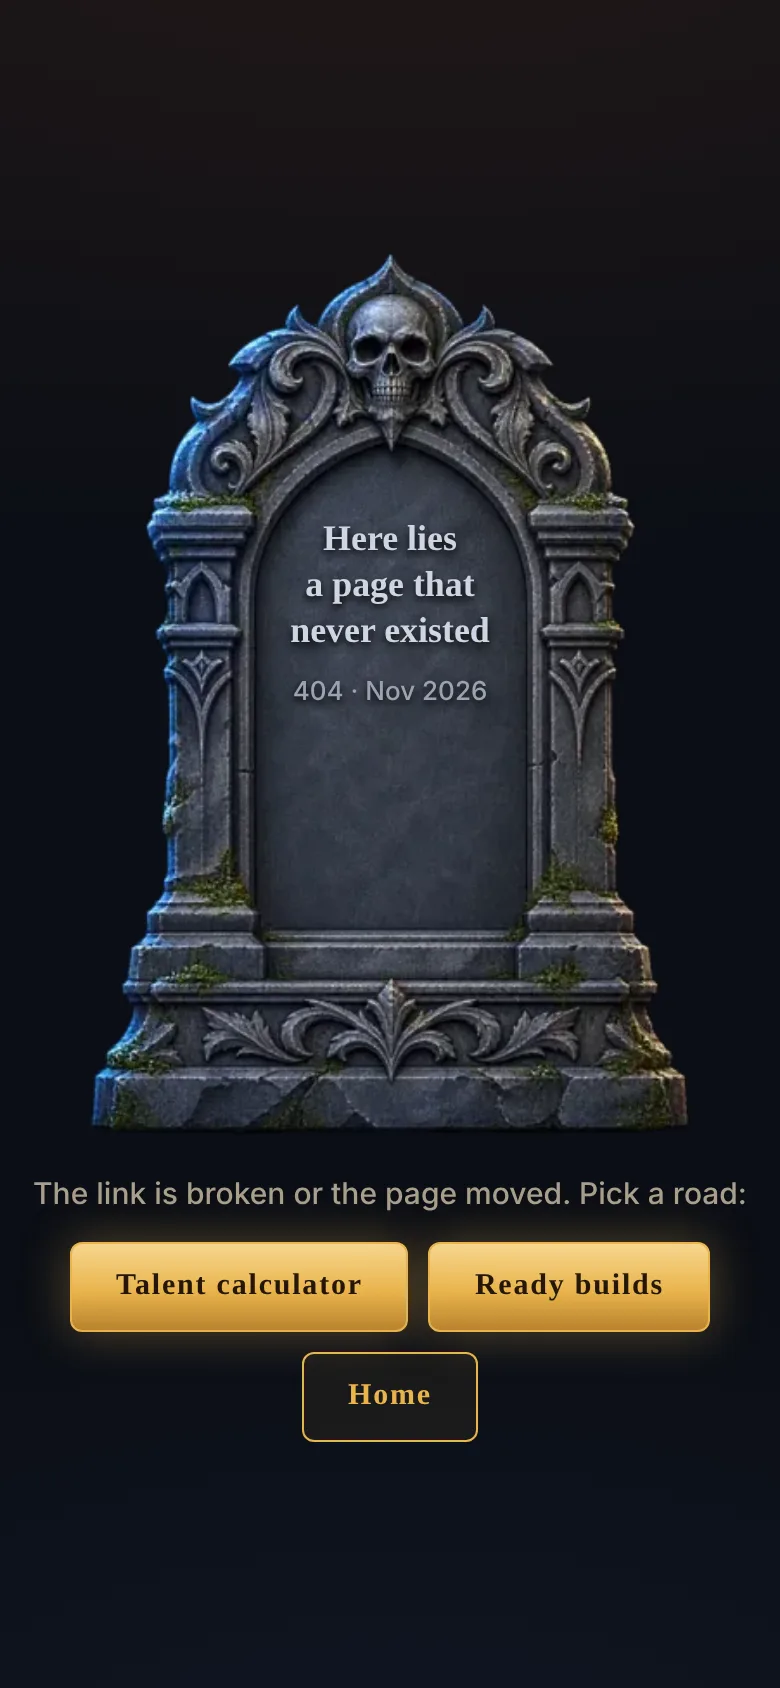 Here lies
a page that
never existed
404 · Nov 2026
The link is broken or the page moved. Pick a road:
Talent calculator
Ready builds
Home